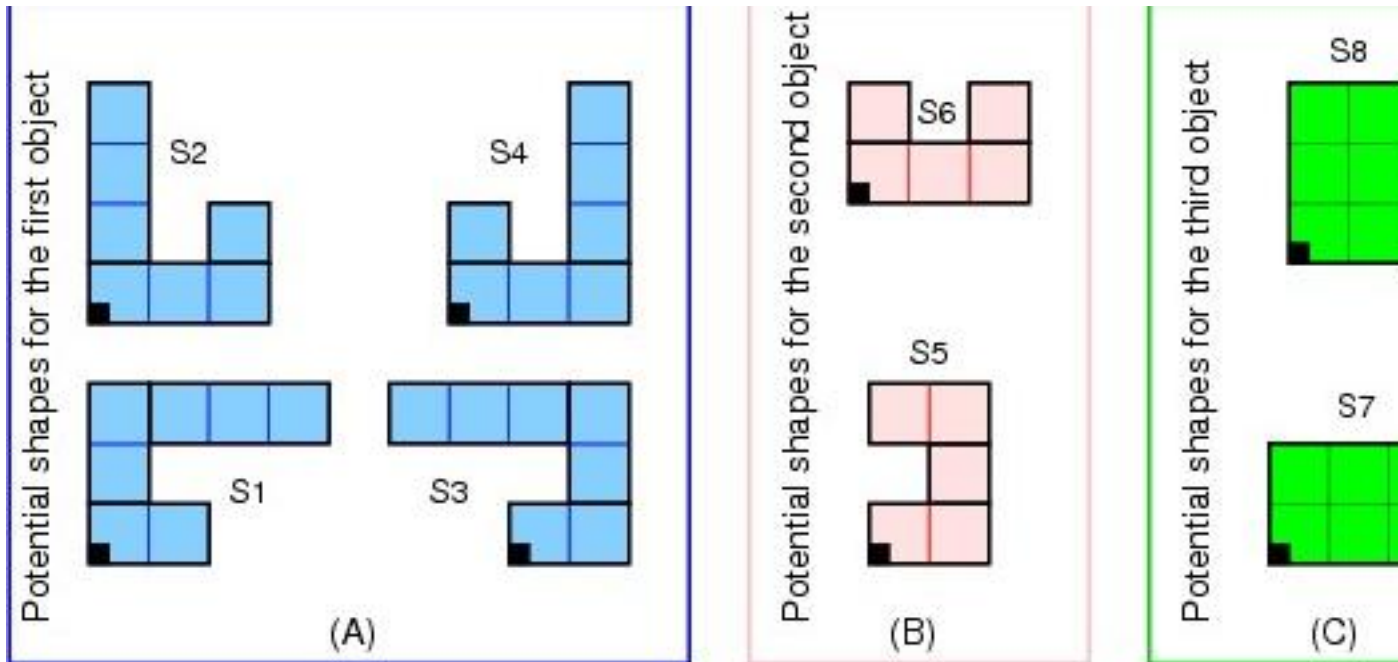 Potential shapes for the first object
S2
S4
S1
S3
(A)
Potential shapes for the second object
S6
S5
(B)
Potential shapes for the third object
S8
S7
(C)